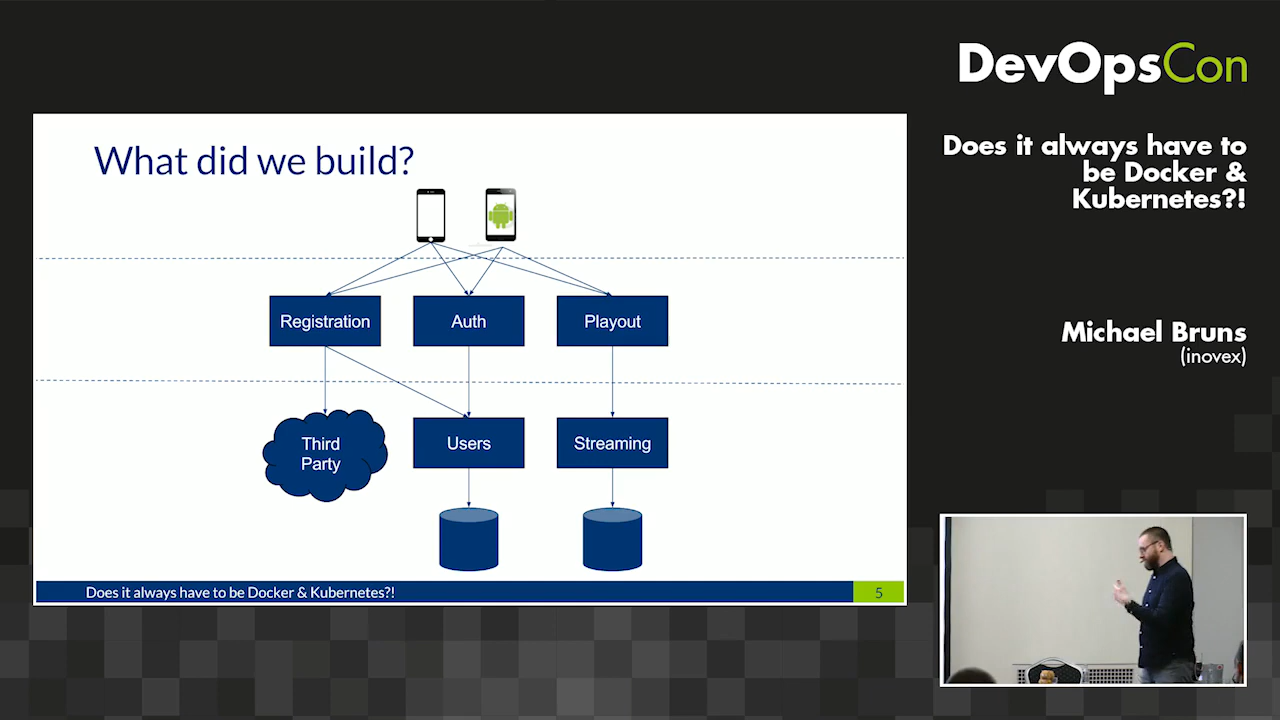 DevOpsCon
Does it always have to
be Docker &
Kubernetes?!
Michael Bruns
(inovex)
What did we build?
Registration
Auth
Playout
Third
Party
Users
Streaming
Does it always have to be Docker & Kubernetes?!
5